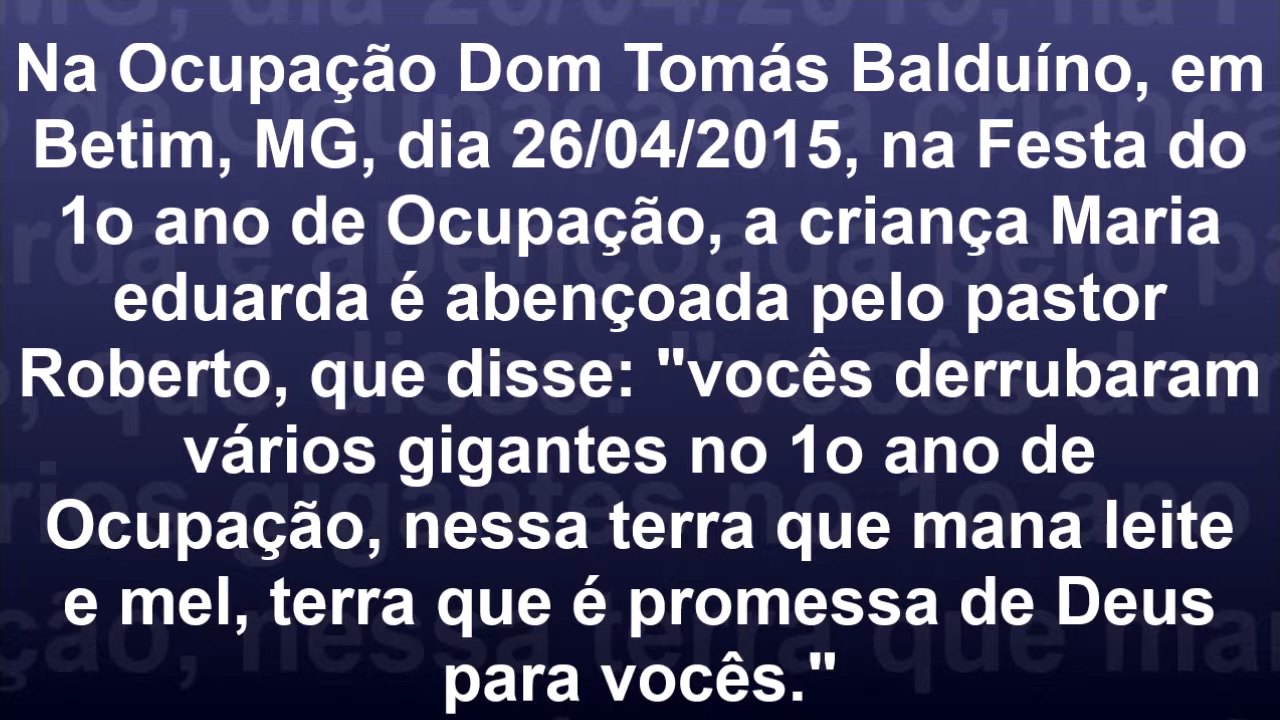 Na Ocupação Dom Tomás Balduíno, em
Betim, MG, dia 26/04/2015, na Festa do
1o ano de Ocupação, a criança Maria
eduarda é abençoada pelo pastor
Roberto, que disse: "vocês derrubaram
vários gigantes no 1o ano de
Ocupação, nessa terra que mana leite
e mel, terra que é promessa de Deus
para vocês."